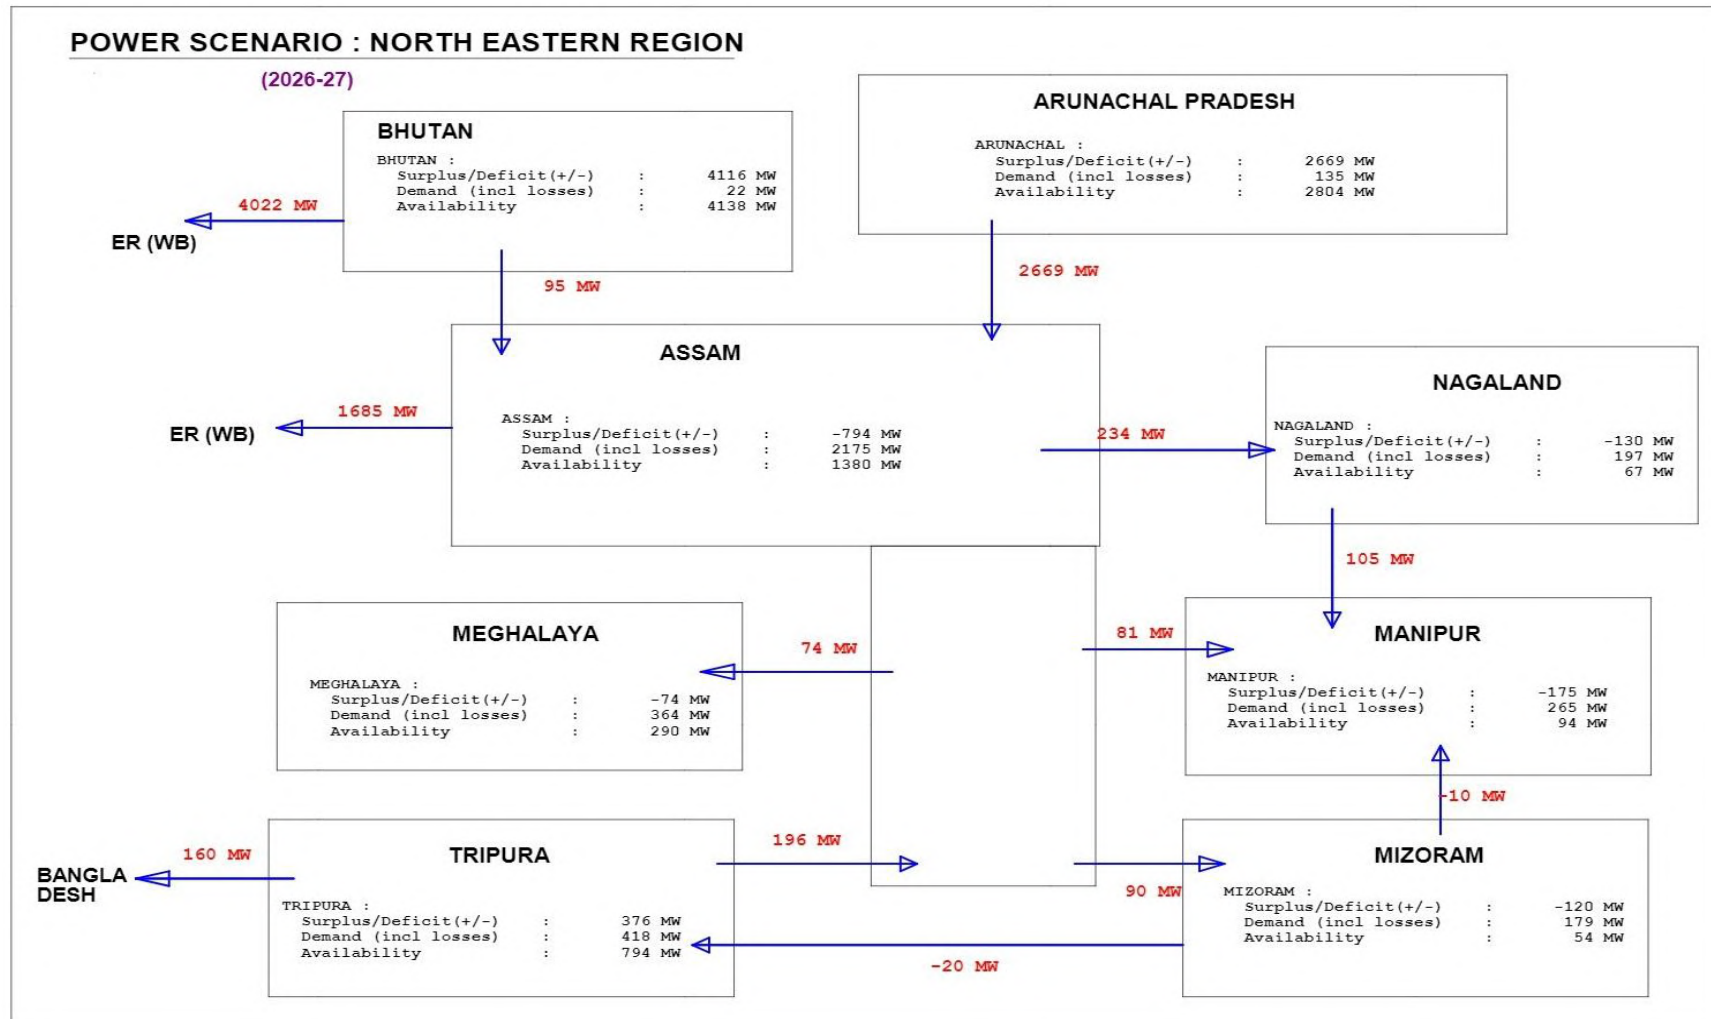 POWER SCENARIO : NORTH EASTERN REGION
(2026-27)
BHUTAN
BHUTAN :
Surplus/Deficit(+/-) : 4116 MW
Demand (incl losses) : 22 MW
Availability : 4138 MW
4022 MW
ER (WB)
95 MW
ARUNACHAL PRADESH
ARUNACHAL :
Surplus/Deficit(+/-) : 2669 MW
Demand (incl losses) : 135 MW
Availability : 2804 MW
2669 MW
ASSAM
ASSAM :
Surplus/Deficit(+/-) : -794 MW
Demand (incl losses) : 2175 MW
Availability : 1380 MW
1685 MW
ER (WB)
234 MW
NAGALAND
NAGALAND :
Surplus/Deficit(+/-) : -130 MW
Demand (incl losses) : 197 MW
Availability : 67 MW
105 MW
MEGHALAYA
MEGHALAYA :
Surplus/Deficit(+/-) : -74 MW
Demand (incl losses) : 364 MW
Availability : 290 MW
74 MW
81 MW
MANIPUR
MANIPUR :
Surplus/Deficit(+/-) : -175 MW
Demand (incl losses) : 265 MW
Availability : 94 MW
-10 MW
BANGLA
DESH
160 MW
TRIPURA
TRIPURA :
Surplus/Deficit(+/-) : 376 MW
Demand (incl losses) : 418 MW
Availability : 794 MW
196 MW
90 MW
-20 MW
MIZORAM
MIZORAM :
Surplus/Deficit(+/-) : -120 MW
Demand (incl losses) : 179 MW
Availability : 54 MW